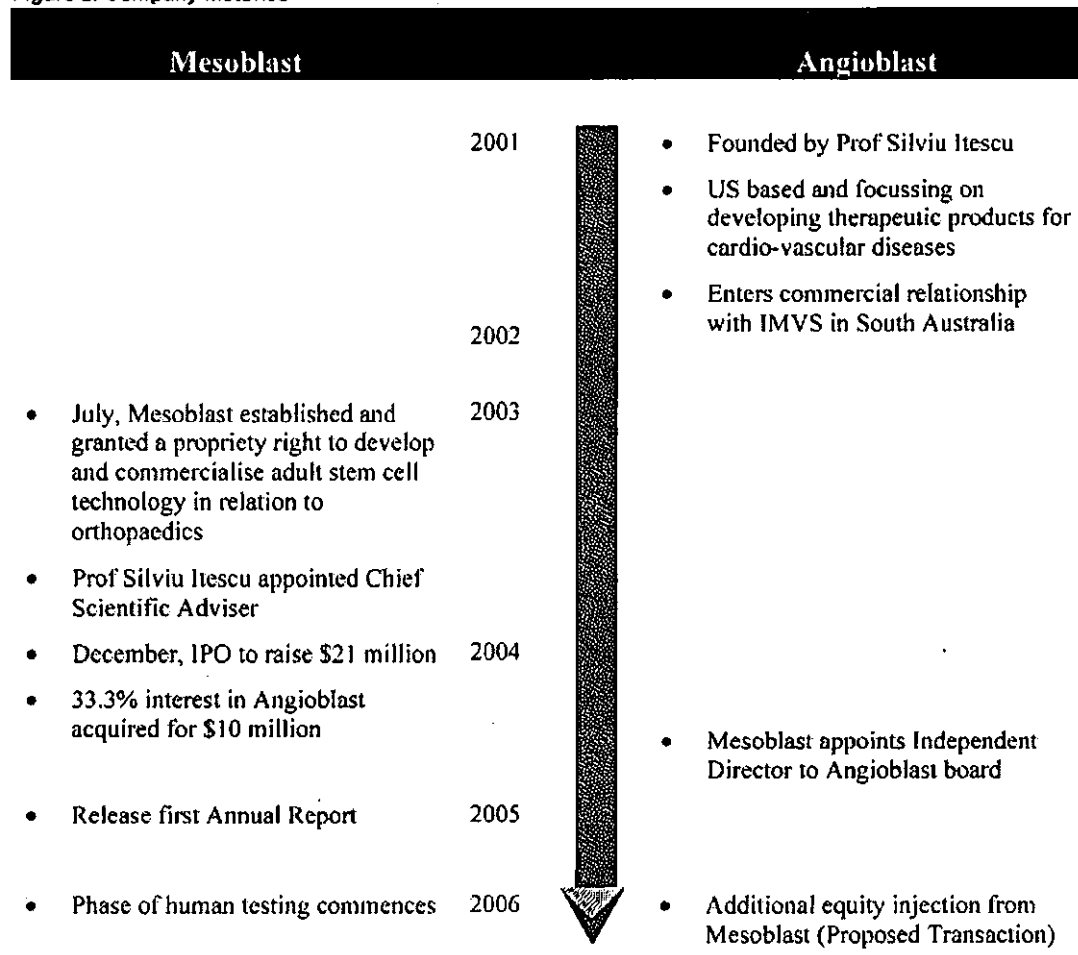 Mesoblast
Angioblast
2001
• Founded by Prof Silviu Itescu
• US based and focussing on
developing therapeutic products for
cardio-vascular diseases
• Enters commercial relationship
with IMVS in South Australia
2002
• July, Mesoblast established and
granted a propriety right to develop
and commercialise adult stem cell
technology in relation to
orthopaedics
2003
• Prof Silviu Itescu appointed Chief
Scientific Adviser
• December, IPO to raise $21 million
2004
• 33.3% interest in Angioblast
acquired for $10 million
• Mesoblast appoints Independent
Director to Angioblast board
• Release first Annual Report
2005
• Phase of human testing commences
2006
• Additional equity injection from
Mesoblast (Proposed Transaction)